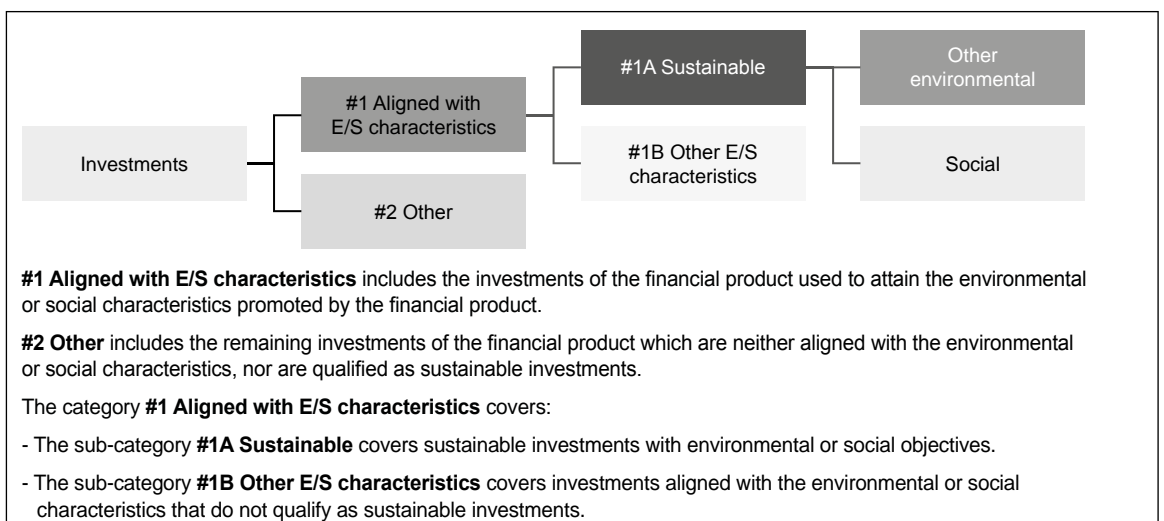 #1A Sustainable
Other
environmental
#1 Aligned with
E/S characteristics
Investments
#1B Other E/S
characteristics
Social
#2 Other
#1 Aligned with E/S characteristics includes the investments of the financial product used to attain the environmental
or social characteristics promoted by the financial product.
#2 Other includes the remaining investments of the financial product which are neither aligned with the environmental
or social characteristics, nor are qualified as sustainable investments.
The category #1 Aligned with E/S characteristics covers:
- The sub-category #1A Sustainable covers sustainable investments with environmental or social objectives.
- The sub-category #1B Other E/S characteristics covers investments aligned with the environmental or social
characteristics that do not qualify as sustainable investments.